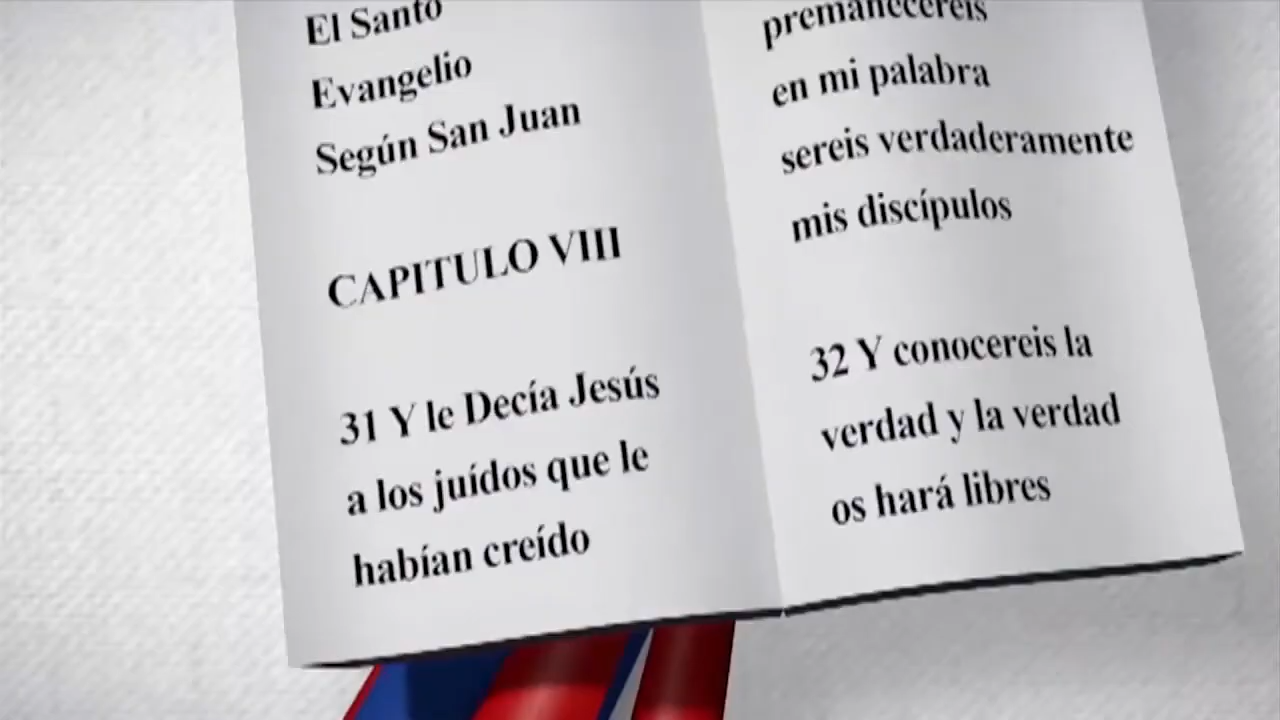 El Santo
Evangelio
Según San Juan
CAPITULO VIII
31 Y le Decía Jesús
a los juídos que le
habían creído
premanecereis
en mi palabra
sereis verdaderamente
mis discípulos
32 Y conocereis la
verdad y la verdad
os hará libres